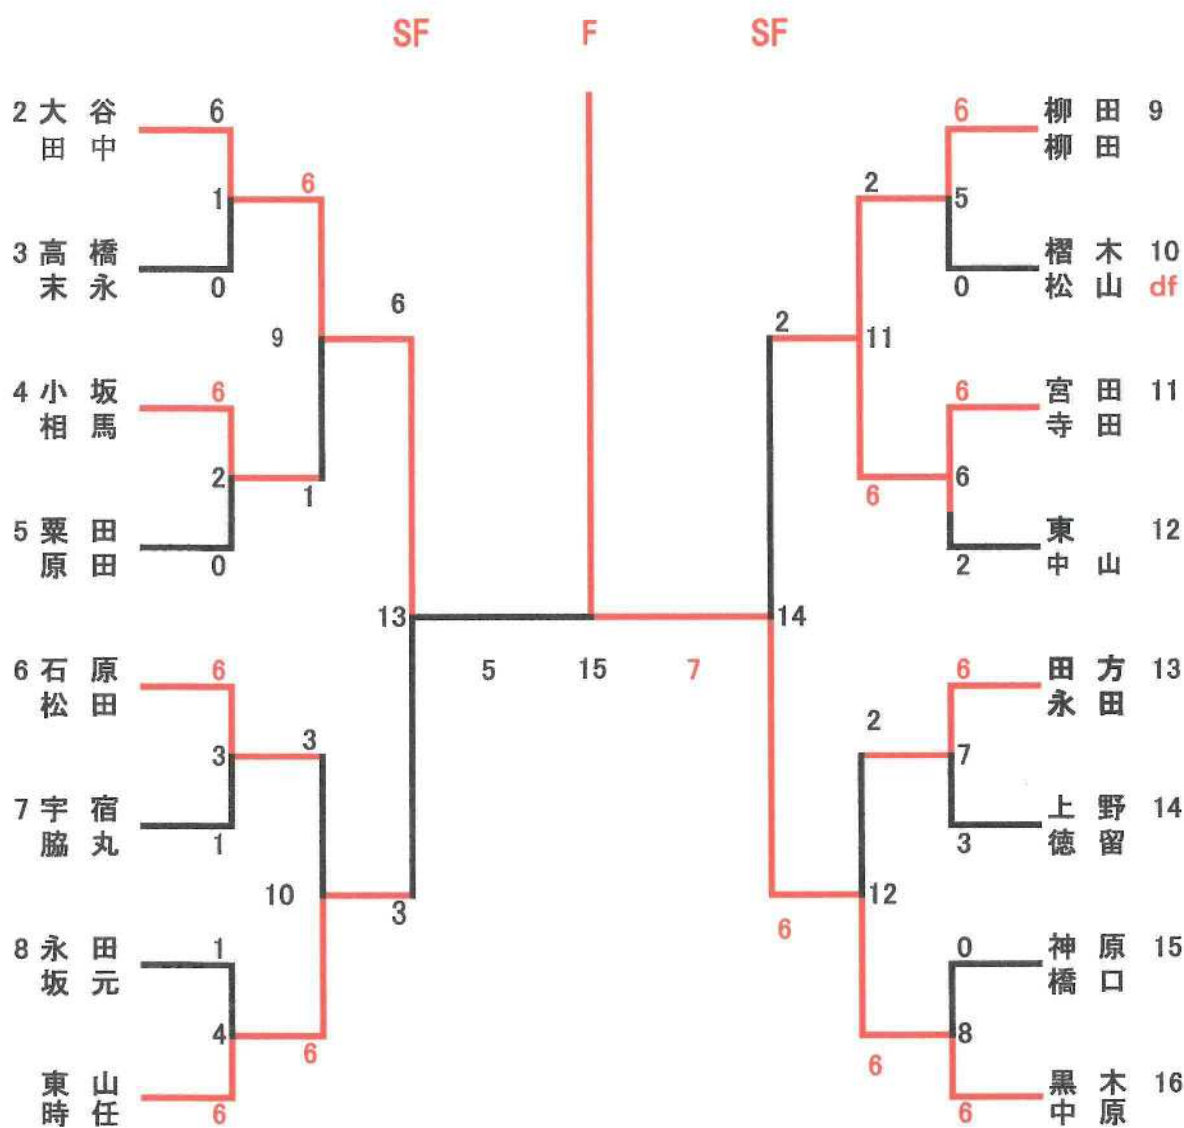 SF F SF
2 大谷 6
田中
1 6
3 高橋
末永 0
9 6
4 小坂 6
相馬
2 1
5 粟田
原田 0
13 5 15 7 14
6 石原 6
松田
3 3
7 宇宿
脇丸 1
10 3
8 永田 1
坂元
4 6
東山
時任 6
6 柳田 9
柳田
2 5
榴木 10
0 松山 df
2 11
6 宮田 11
寺田
6 6
東 12
2 中山
6 田方 13
永田
2 7
上野 14
3 徳留
12
6
0 神原 15
橋口
8
6
黒木 16
6 中原